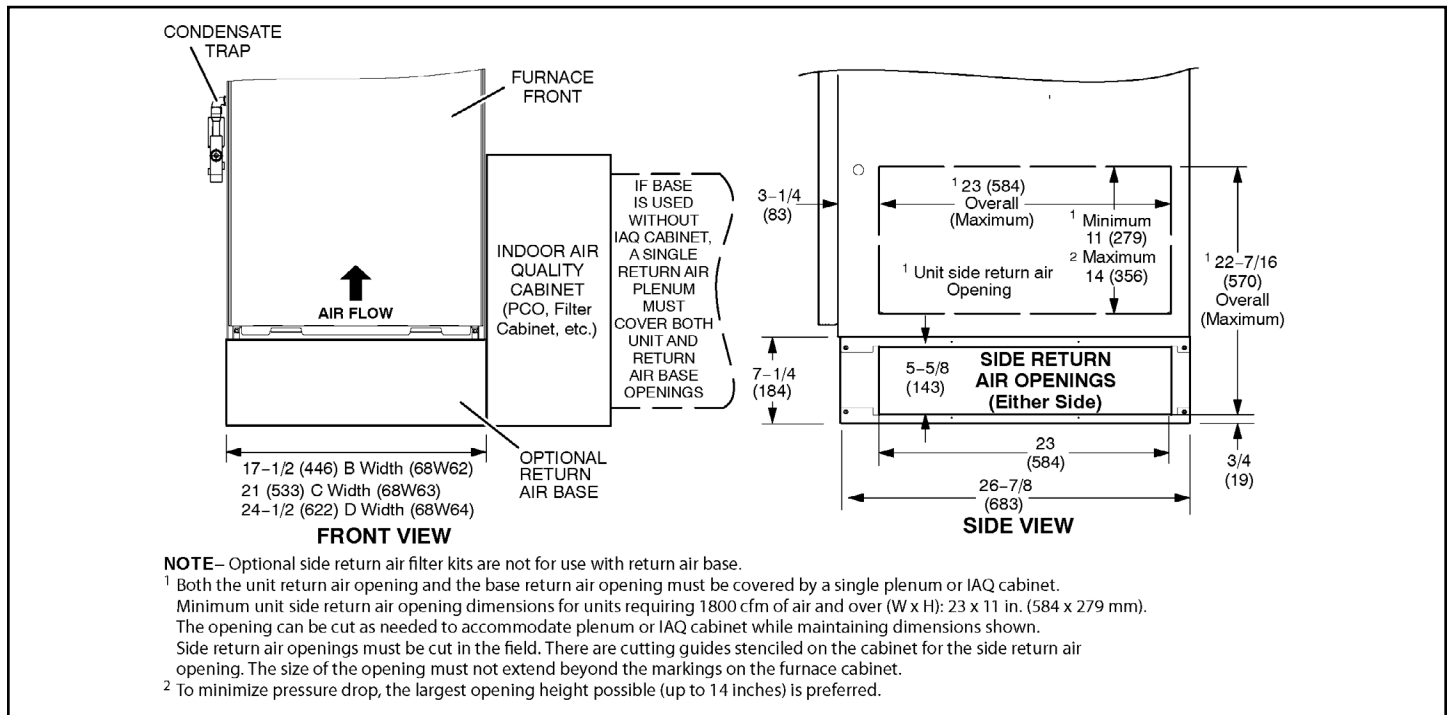 CONDENSATE
TRAP
FURNACE
FRONT
AIR FLOW
INDOOR AIR
QUALITY
CABINET
(PCO, Filter
Cabinet, etc.)
IF BASE
IS USED
WITHOUT
IAQ CABINET,
A SINGLE
RETURN AIR
PLENUM
MUST
COVER BOTH
UNIT AND
RETURN
AIR BASE
OPENINGS
17–1/2 (446) B Width (68W62)
21 (533) C Width (68W63)
24–1/2 (622) D Width (68W64)
OPTIONAL
RETURN
AIR BASE
FRONT VIEW
3–1/4
(83)
1 23 (584)
Overall
(Maximum)
1 Minimum
11 (279)
2 Maximum
14 (356)
1 Unit side return air
Opening
1 22–7/16
(570)
Overall
(Maximum)
7–1/4
(184)
5–5/8
(143)
SIDE RETURN
AIR OPENINGS
(Either Side)
23
(584)
3/4
(19)
26–7/8
(683)
SIDE VIEW
NOTE– Optional side return air filter kits are not for use with return air base.
1 Both the unit return air opening and the base return air opening must be covered by a single plenum or IAQ cabinet.
Minimum unit side return air opening dimensions for units requiring 1800 cfm of air and over (W x H): 23 x 11 in. (584 x 279 mm).
The opening can be cut as needed to accommodate plenum or IAQ cabinet while maintaining dimensions shown.
Side return air openings must be cut in the field. There are cutting guides stenciled on the cabinet for the side return air
opening. The size of the opening must not extend beyond the markings on the furnace cabinet.
2 To minimize pressure drop, the largest opening height possible (up to 14 inches) is preferred.